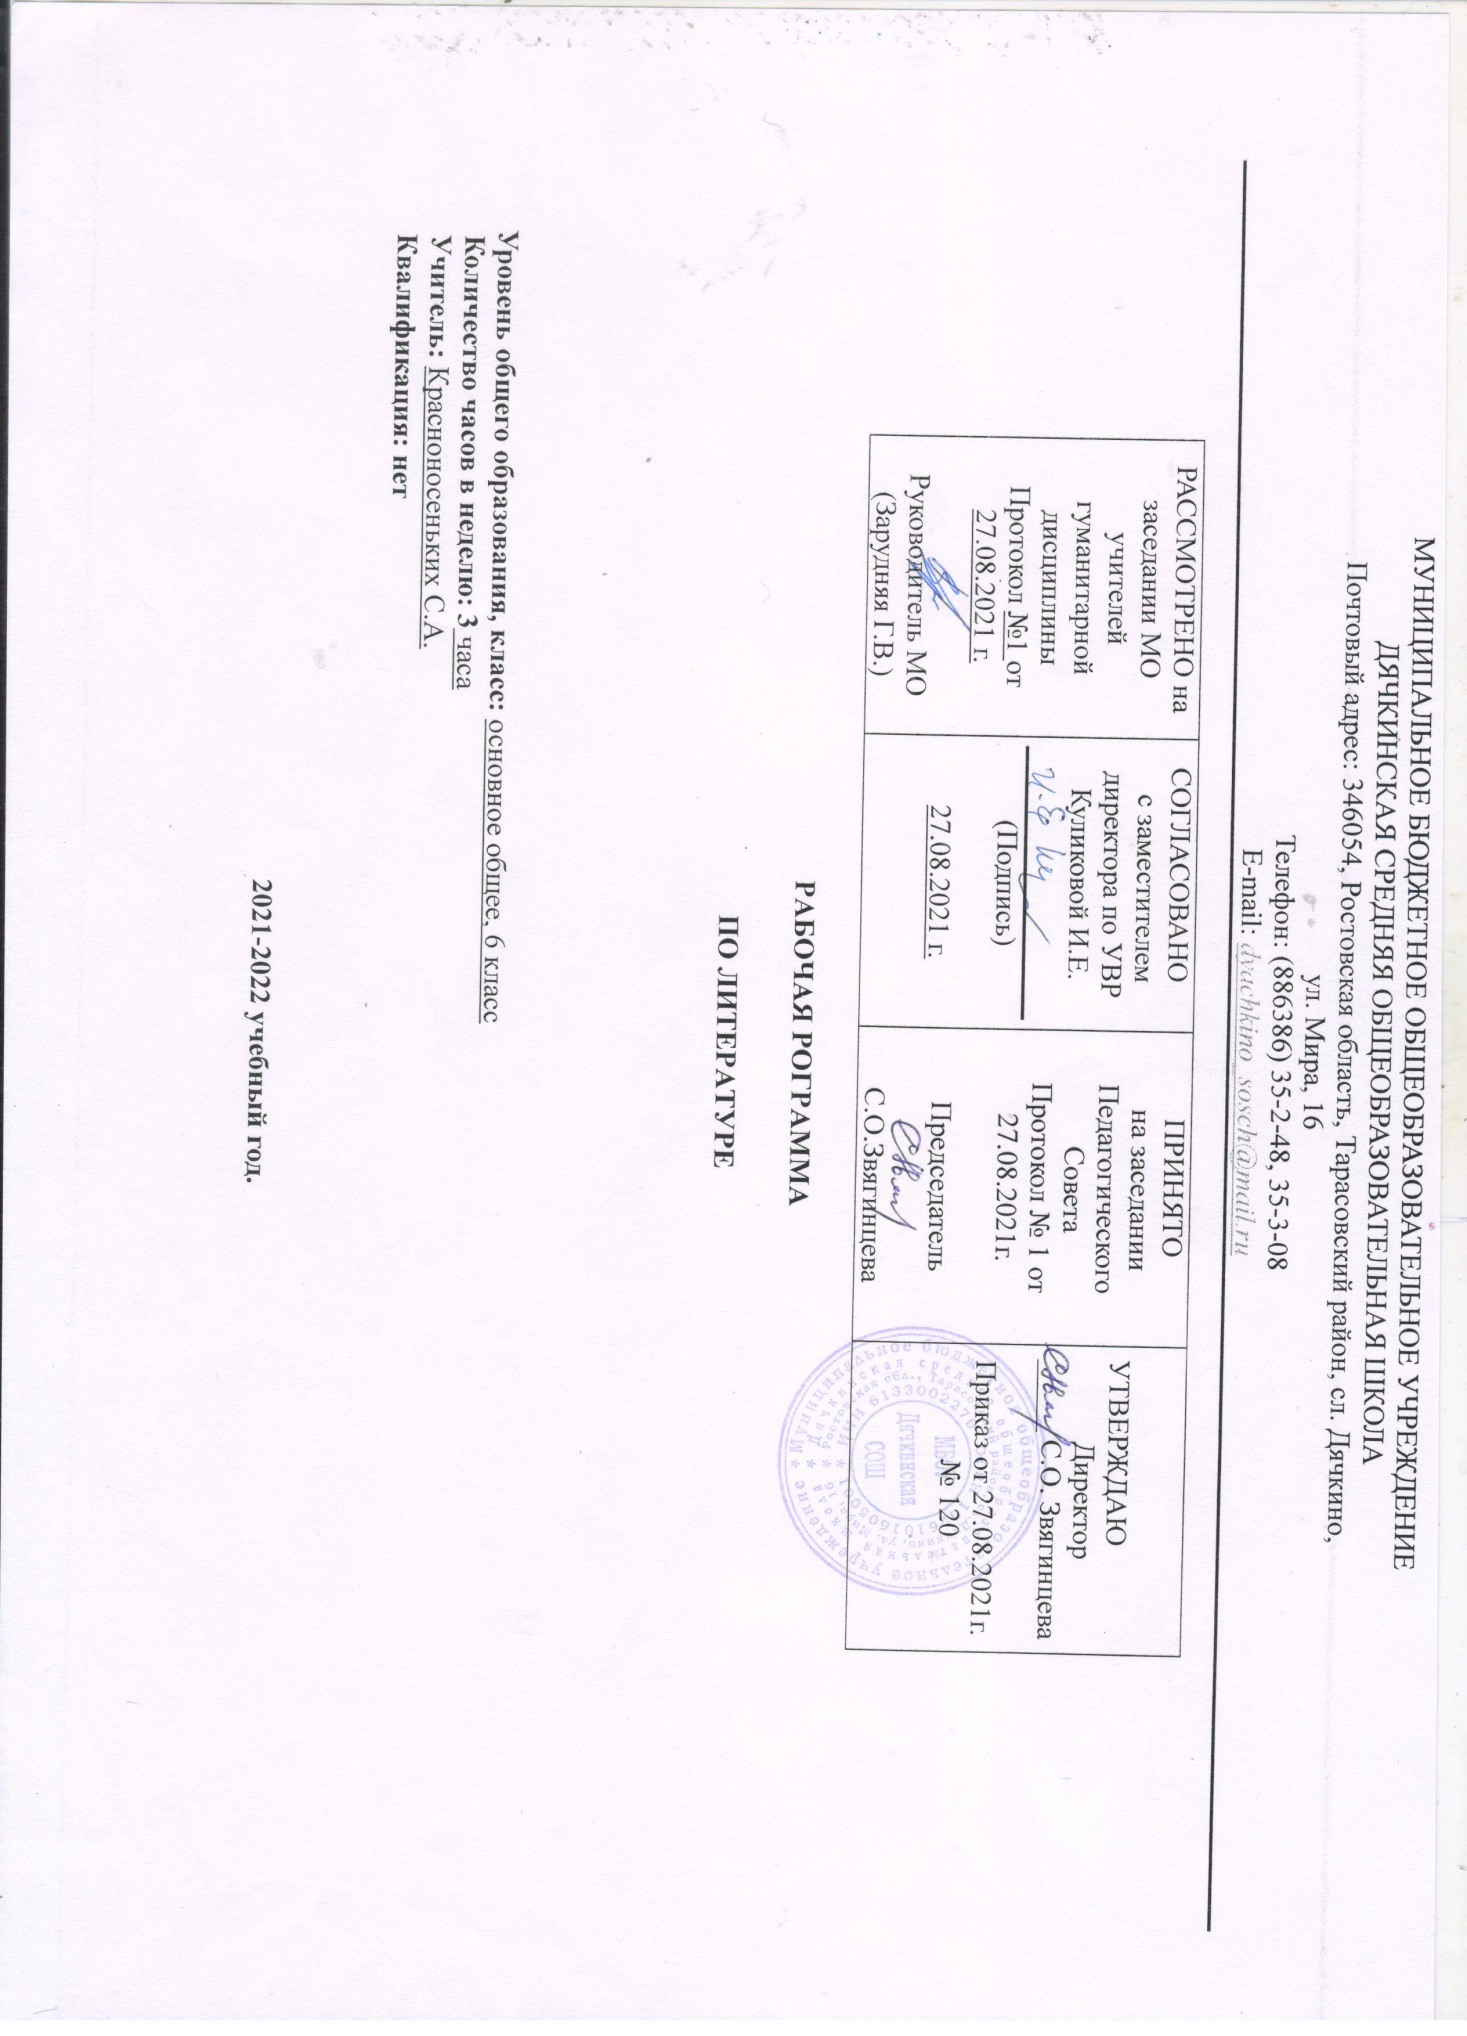 МУНИЦИПАЛЬНОЕ БЮДЖЕТНОЕ ОБЩЕОБРАЗОВАТЕЛЬНОЕ УЧРЕЖДЕНИЕ
ДЯЧКИНСКАЯ СРЕДНЯЯ ОБЩЕОБРАЗОВАТЕЛЬНАЯ ШКОЛА
Почтовый адрес: 346054, Ростовская область, Тарасовский район, сл. Дячкино,
ул. Мира, 16
Телефон: (886386) 35-2-48, 35-3-08
E-mail: dyachkino_sosch@mail.ru
РАССМОТРЕНО на
заседании МО
учителей
гуманитарной
дисциплины
Протокол №1 от
27.08.2021 г.
Руководитель МО
(Зарудняя Г.В.)
СОГЛАСОВАНО
с заместителем
директора по УВР
Куликовой И.Е.
(Подпись)
27.08.2021 г.
ПРИНЯТО
на заседании
Педагогического
Совета
Протокол № 1 от
27.08.2021г.
Председатель
С.О.Звягинцева
УТВЕРЖДАЮ
Директор
С.О. Звягинцева
Приказ от 27.08.2021г.
№ 120
МБОУ
Дячкинская
СОШ
РАБОЧАЯ РОГРАММА
ПО ЛИТЕРАТУРЕ
Уровень общего образования, класс: основное общее, 6 класс
Количество часов в неделю: 3 часа
Учитель: Красноносеньких С.А.
Квалификация: нет
2021-2022 учебный год.